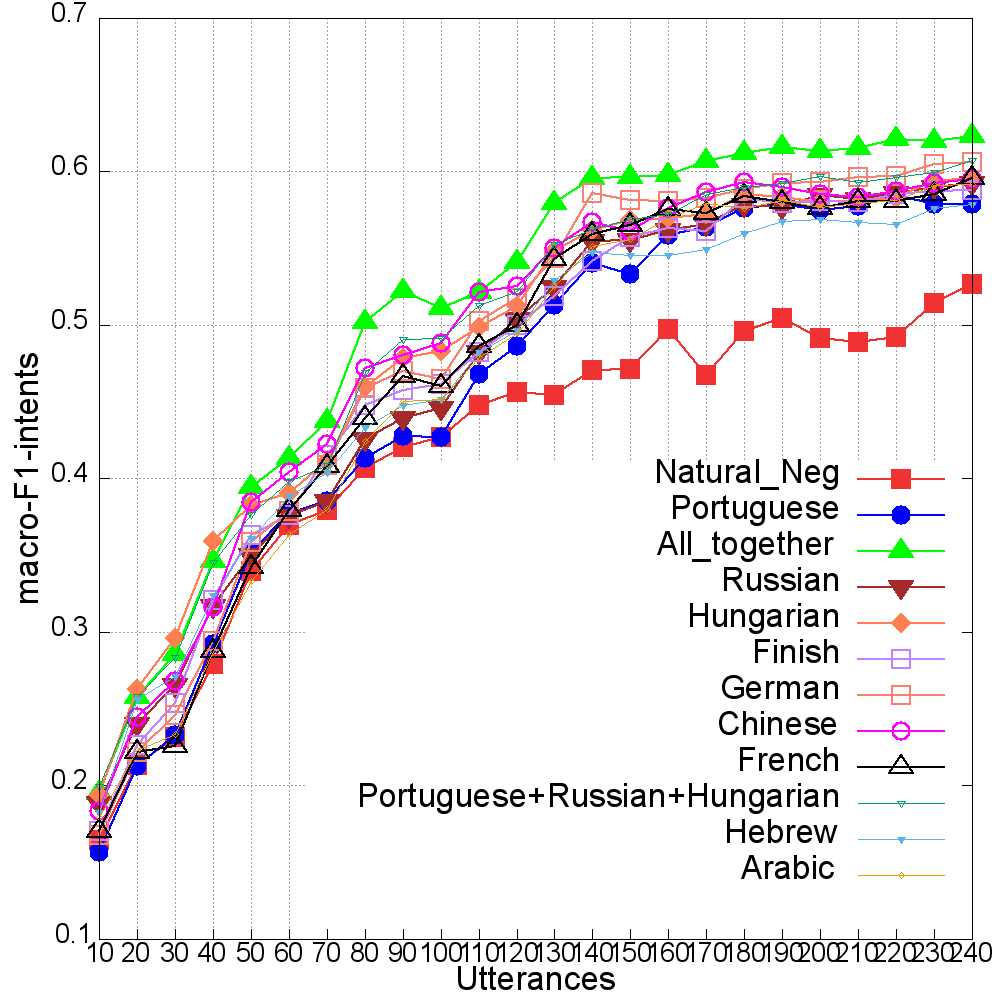 0.7
0.6
0.5
0.4
0.3
0.2
0.1
macro-F1-intents
Natural_Neg
Portuguese
All_together
Russian
Hungarian
Finish
German
Chinese
French
Portuguese+Russian+Hungarian
Hebrew
Arabic
10 20 30 40 50 60 70 80 90 100 110 120 130 140 150 160 170 180 190 200 210 220 230 240
Utterances